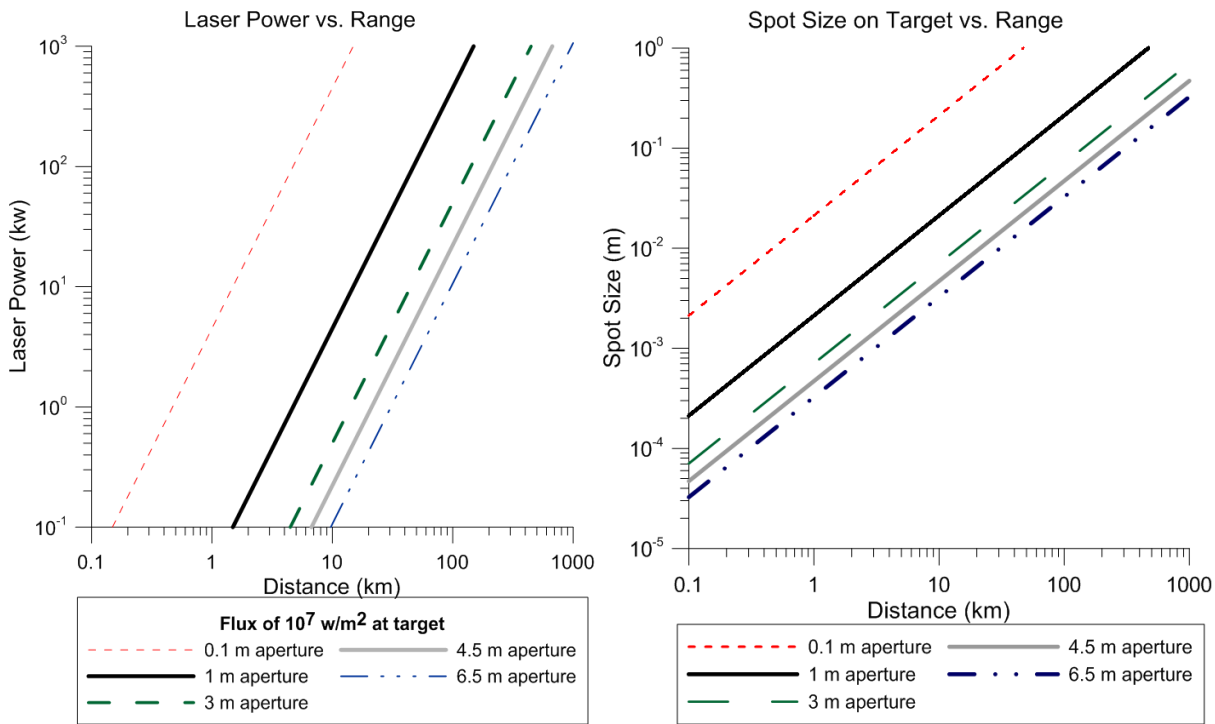 Laser Power vs. Range
10³
10²
10¹
10⁰
10⁻¹
Laser Power (kw)
0.1 1 10 100 1000
Distance (km)
Flux of 10⁷ w/m² at target
0.1 m aperture 4.5 m aperture
1 m aperture 6.5 m aperture
3 m aperture
Spot Size on Target vs. Range
10⁰
10⁻¹
10⁻²
10⁻³
10⁻⁴
10⁻⁵
Spot Size (m)
0.1 1 10 100 1000
Distance (km)
0.1 m aperture 4.5 m aperture
1 m aperture 6.5 m aperture
3 m aperture